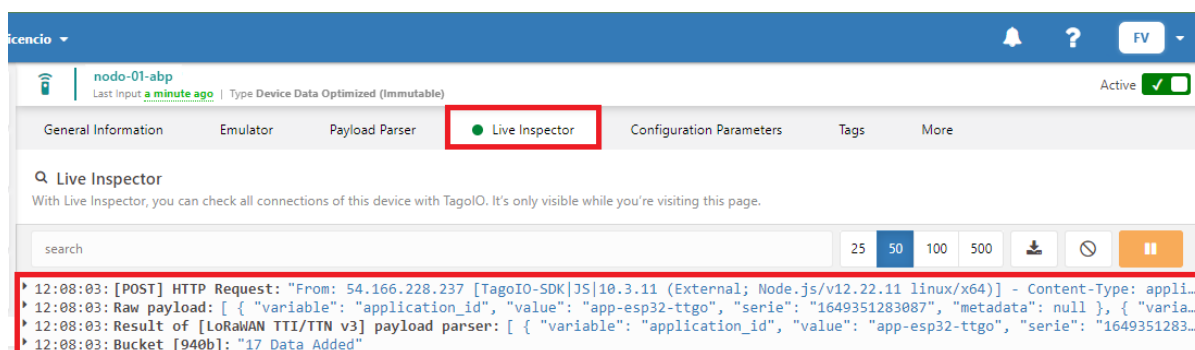 icencio
FV
nodo-01-abp
Last Input a minute ago | Type Device Data Optimized (Immutable)
Active
General Information Emulator Payload Parser Live Inspector Configuration Parameters Tags More
Live Inspector
With Live Inspector, you can check all connections of this device with TagoIO. It's only visible while you're visiting this page.
search 25 50 100 500
12:08:03: [POST] HTTP Request: "From: 54.166.228.237 [TagoIO-SDK|JS|10.3.11 (External; Node.js/v12.22.11 linux/x64)] - Content-Type: appli…
12:08:03: Raw payload: [ { "variable": "application_id", "value": "app-esp32-ttgo", "serie": "1649351283087", "metadata": null }, { "varia…
12:08:03: Result of [LoRaWAN TTI/TTN v3] payload parser: [ { "variable": "application_id", "value": "app-esp32-ttgo", "serie": "1649351283…
12:08:03: Bucket [940b]: "17 Data Added"